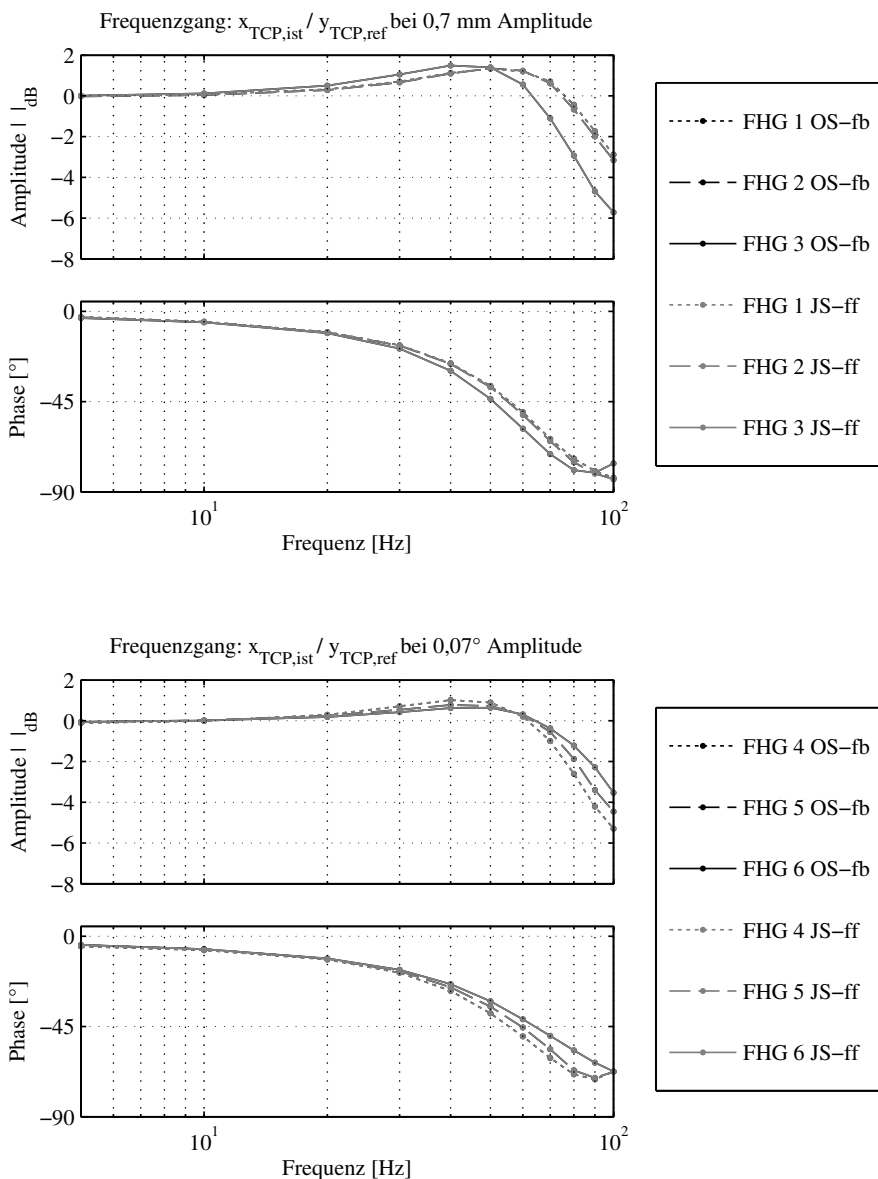 Frequenzgang: x_TCP,ist / y_TCP,ref bei 0,7 mm Amplitude
2
0
−2
−4
−6
−8
Amplitude | |_dB
0
−45
−90
Phase [°]
10^1
10^2
Frequenz [Hz]
FHG 1 OS−fb
FHG 2 OS−fb
FHG 3 OS−fb
FHG 1 JS−ff
FHG 2 JS−ff
FHG 3 JS−ff
Frequenzgang: x_TCP,ist / y_TCP,ref bei 0,07° Amplitude
2
0
−2
−4
−6
−8
Amplitude | |_dB
0
−45
−90
Phase [°]
10^1
10^2
Frequenz [Hz]
FHG 4 OS−fb
FHG 5 OS−fb
FHG 6 OS−fb
FHG 4 JS−ff
FHG 5 JS−ff
FHG 6 JS−ff